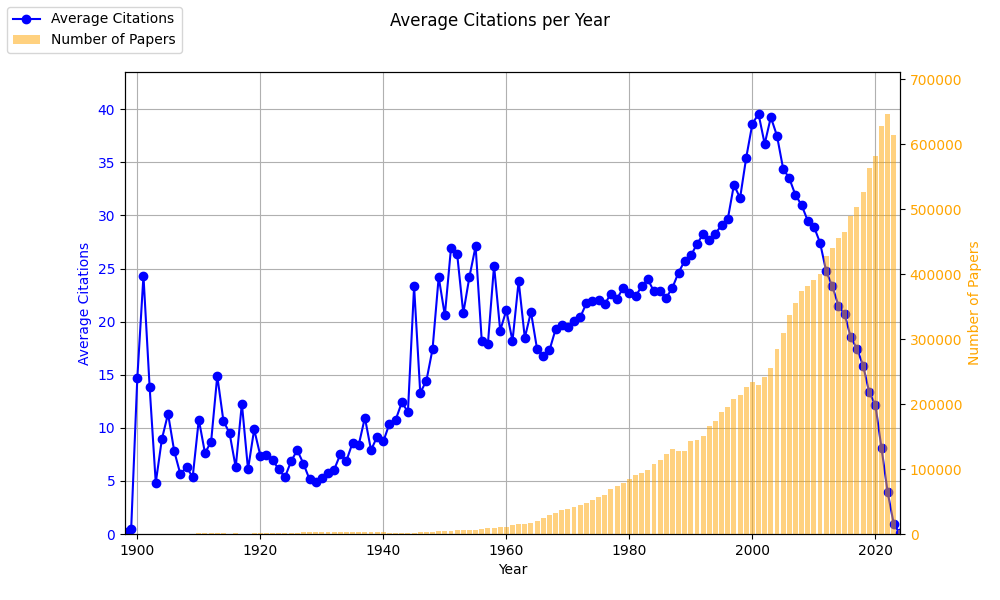 Average Citations per Year
Average Citations
Number of Papers
Average Citations
40
35
30
25
20
15
10
5
0
700000
600000
500000
400000
300000
200000
100000
0
Number of Papers
1900 1920 1940 1960 1980 2000 2020
Year